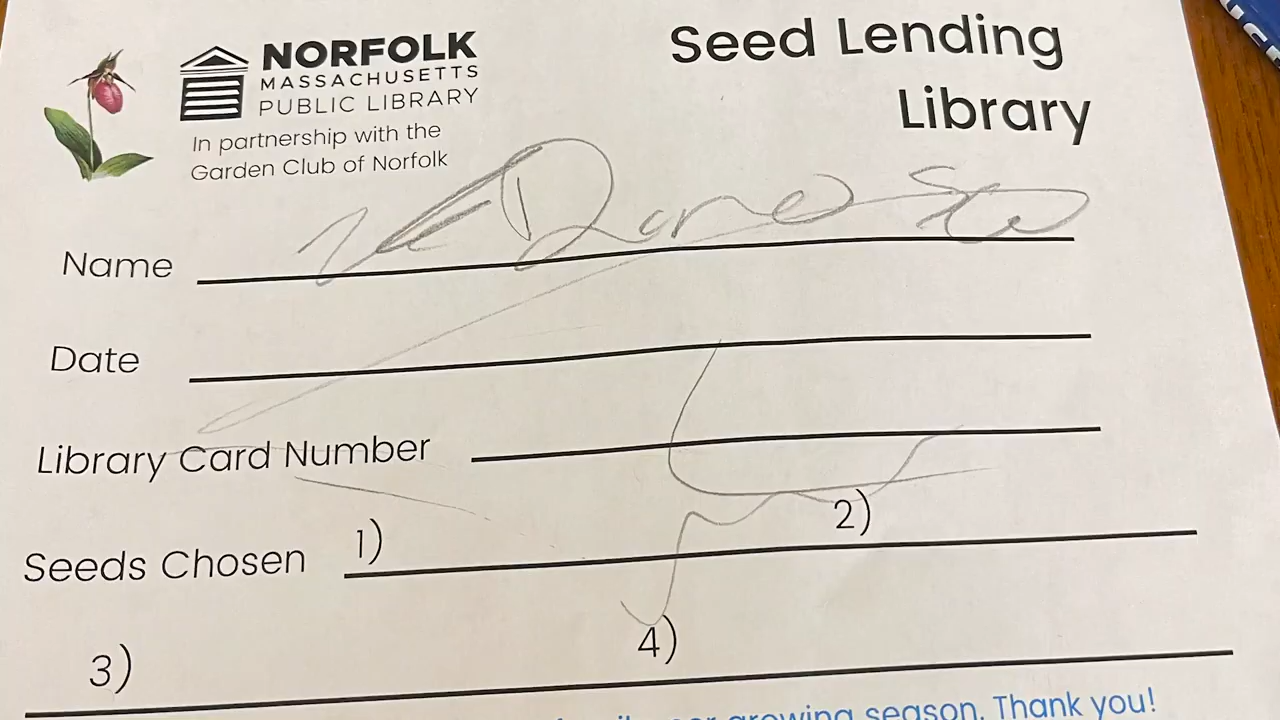 NORFOLK
MASSACHUSETTS
PUBLIC LIBRARY
In partnership with the
Garden Club of Norfolk
Seed Lending
Library
Name
Date
Library Card Number
Seeds Chosen 1) 2)
3) 4)
growing season. Thank you!